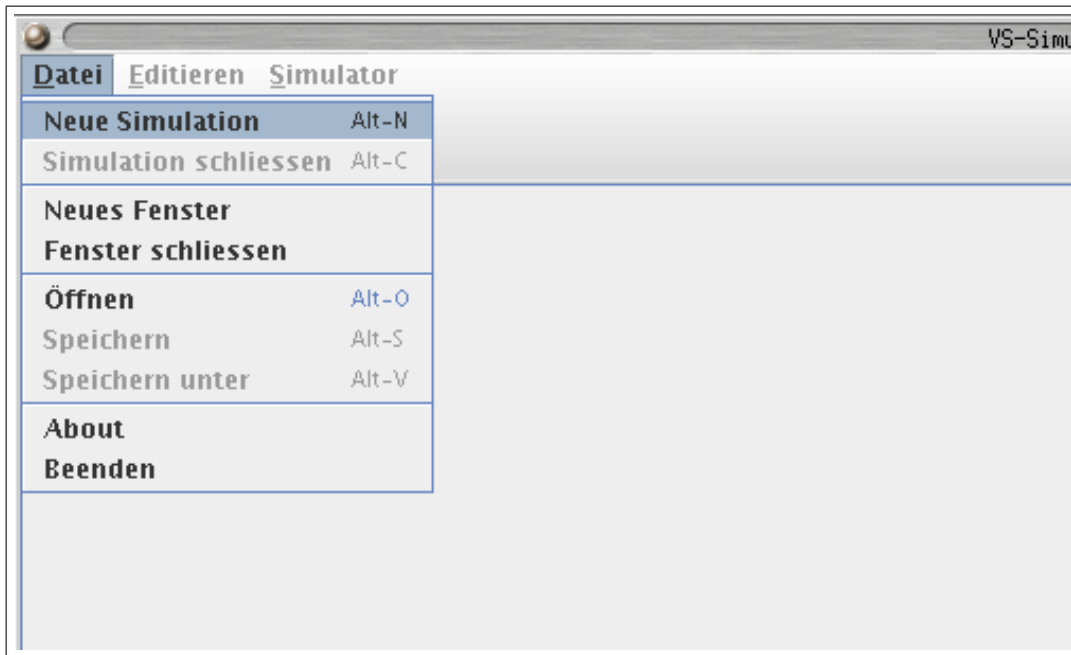 VS-Simu
Datei Editieren Simulator
Neue Simulation Alt-N
Simulation schliessen Alt-C
Neues Fenster
Fenster schliessen
Öffnen Alt-O
Speichern Alt-S
Speichern unter Alt-V
About
Beenden